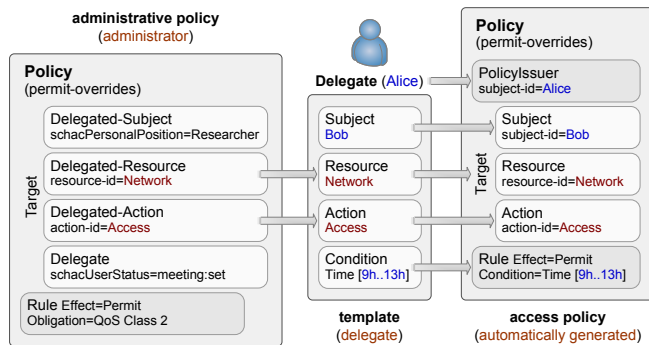 administrative policy
(administrator)
Policy
(permit-overrides)
Target
Delegated-Subject
schacPersonalPosition=Researcher
Delegated-Resource
resource-id=Network
Delegated-Action
action-id=Access
Delegate
schacUserStatus=meeting:set
Rule Effect=Permit
Obligation=QoS Class 2
Delegate (Alice)
Subject
Bob
Resource
Network
Action
Access
Condition
Time [9h..13h]
template
(delegate)
Policy
(permit-overrides)
PolicyIssuer
subject-id=Alice
Target
Subject
subject-id=Bob
Resource
resource-id=Network
Action
action-id=Access
Rule Effect=Permit
Condition=Time [9h..13h]
access policy
(automatically generated)